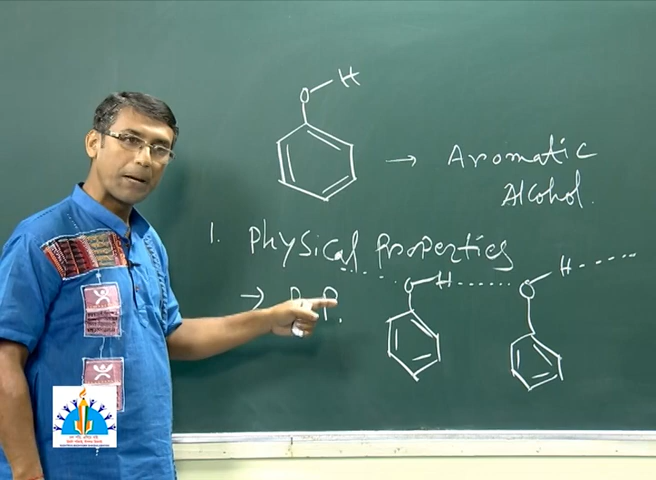 O H
→ Aromatic
Alcohol.
1. Physical Properties
O H O H
→ P.